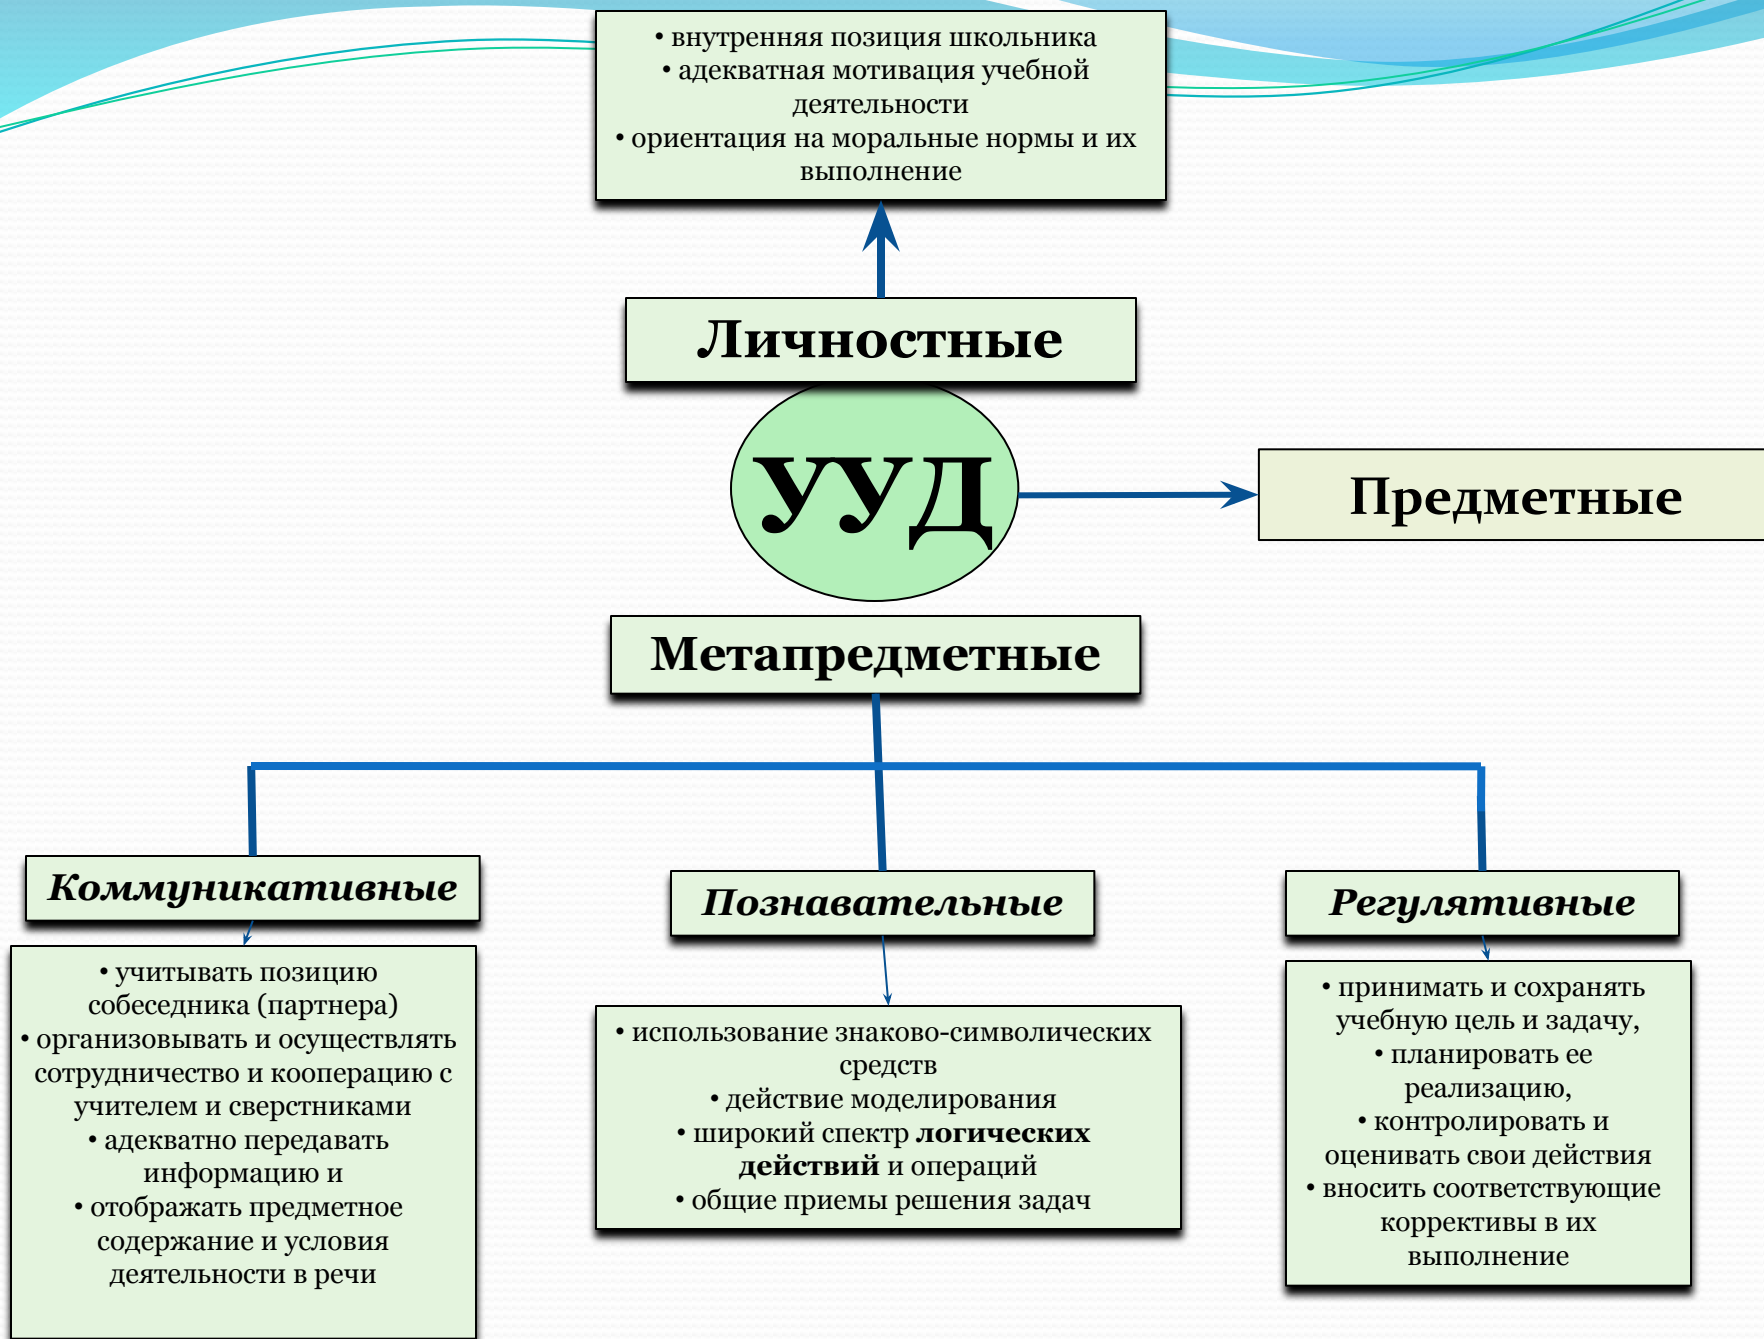 • внутренняя позиция школьника
• адекватная мотивация учебной
деятельности
• ориентация на моральные нормы и их
выполнение
Личностные
УУД
Предметные
Метапредметные
Коммуникативные
• учитывать позицию
собеседника (партнера)
• организовывать и осуществлять
сотрудничество и кооперацию с
учителем и сверстниками
• адекватно передавать
информацию и
• отображать предметное
содержание и условия
деятельности в речи
Познавательные
• использование знаково-символических
средств
• действие моделирования
• широкий спектр логических
действий и операций
• общие приемы решения задач
Регулятивные
• принимать и сохранять
учебную цель и задачу,
• планировать ее
реализацию,
• контролировать и
оценивать свои действия
• вносить соответствующие
коррективы в их
выполнение